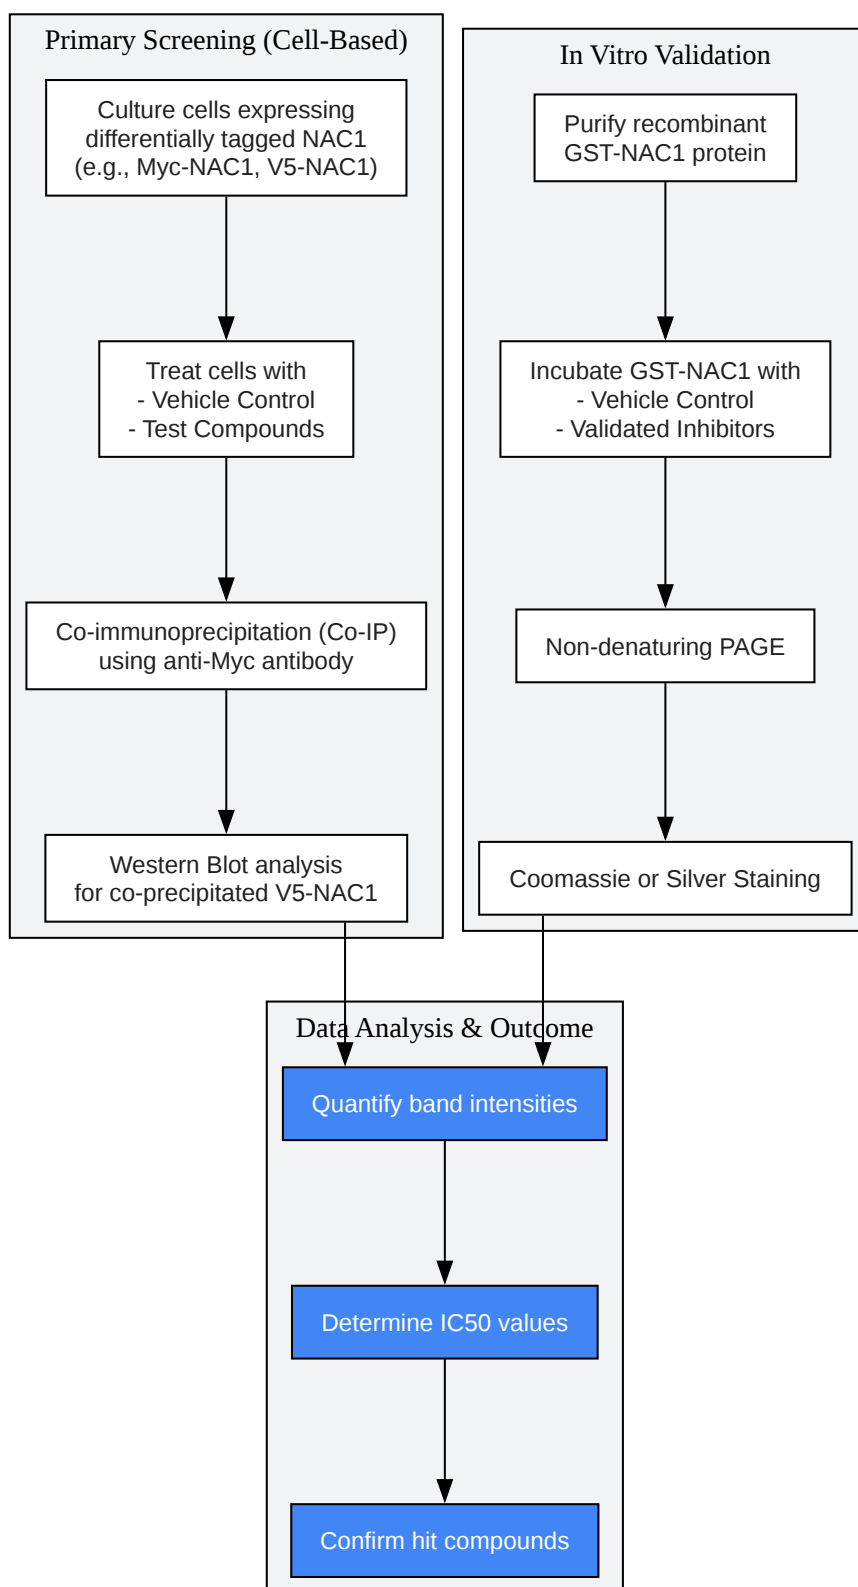 Primary Screening (Cell-Based)
Culture cells expressing
differentially tagged NAC1
(e.g., Myc-NAC1, V5-NAC1)
Treat cells with
- Vehicle Control
- Test Compounds
Co-immunoprecipitation (Co-IP)
using anti-Myc antibody
Western Blot analysis
for co-precipitated V5-NAC1
In Vitro Validation
Purify recombinant
GST-NAC1 protein
Incubate GST-NAC1 with
- Vehicle Control
- Validated Inhibitors
Non-denaturing PAGE
Coomassie or Silver Staining
Data Analysis & Outcome
Quantify band intensities
Determine IC50 values
Confirm hit compounds